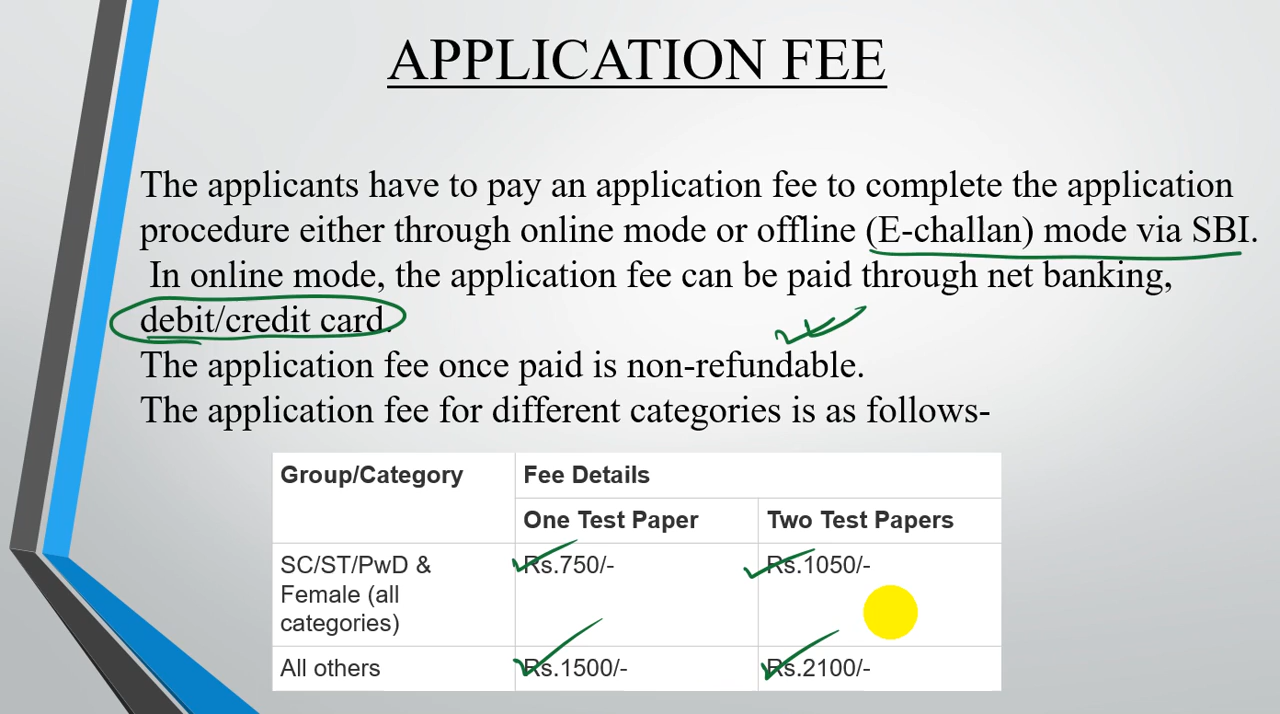 APPLICATION FEE
The applicants have to pay an application fee to complete the application
procedure either through online mode or offline (E-challan) mode via SBI.
In online mode, the application fee can be paid through net banking,
debit/credit card.
The application fee once paid is non-refundable.
The application fee for different categories is as follows-
Group/Category Fee Details
One Test Paper Two Test Papers
SC/ST/PwD & Rs.750/- Rs.1050/-
Female (all
categories)
All others Rs.1500/- Rs.2100/-